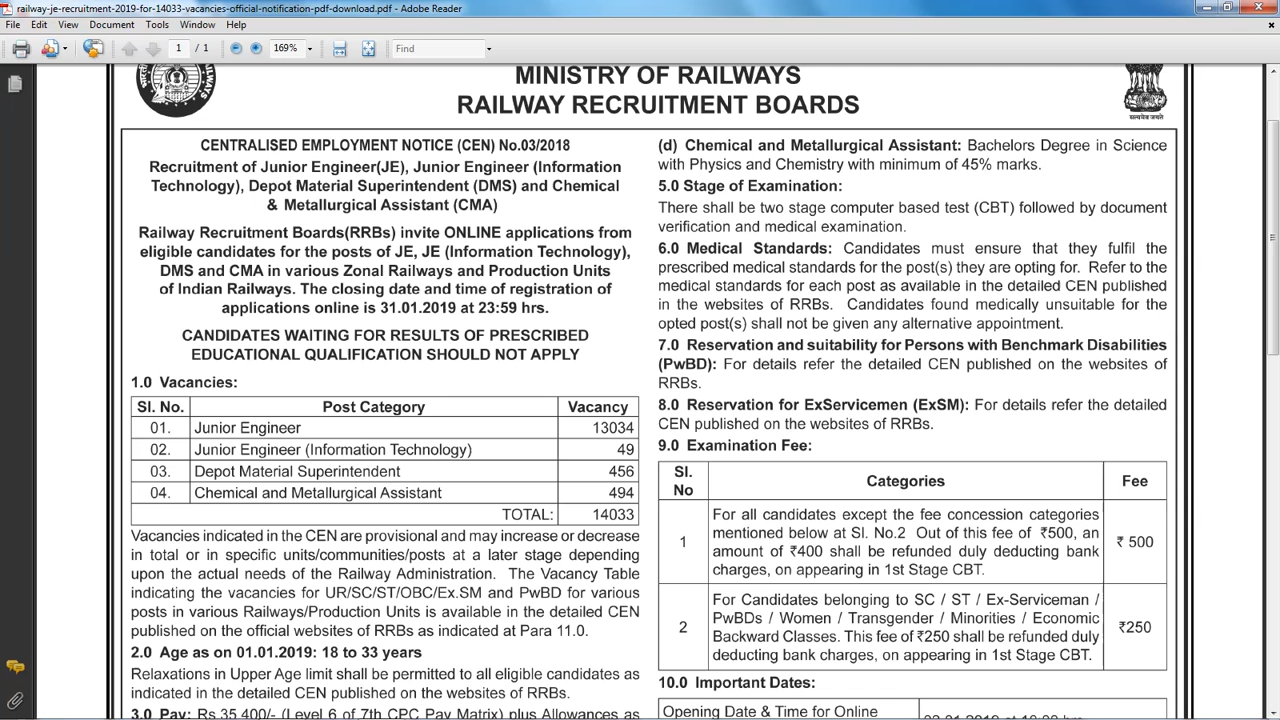 railway-je-recruitment-2019-for-14033-vacancies-official-notification-pdf-download.pdf - Adobe Reader
File Edit View Document Tools Window Help
1 / 1 169% Find
MINISTRY OF RAILWAYS
RAILWAY RECRUITMENT BOARDS
सत्यमेव जयते
CENTRALISED EMPLOYMENT NOTICE (CEN) No.03/2018
Recruitment of Junior Engineer(JE), Junior Engineer (Information
Technology), Depot Material Superintendent (DMS) and Chemical
& Metallurgical Assistant (CMA)
Railway Recruitment Boards(RRBs) invite ONLINE applications from
eligible candidates for the posts of JE, JE (Information Technology),
DMS and CMA in various Zonal Railways and Production Units
of Indian Railways. The closing date and time of registration of
applications online is 31.01.2019 at 23:59 hrs.
CANDIDATES WAITING FOR RESULTS OF PRESCRIBED
EDUCATIONAL QUALIFICATION SHOULD NOT APPLY
1.0 Vacancies:
Sl. No. Post Category Vacancy
01. Junior Engineer 13034
02. Junior Engineer (Information Technology) 49
03. Depot Material Superintendent 456
04. Chemical and Metallurgical Assistant 494
TOTAL: 14033
Vacancies indicated in the CEN are provisional and may increase or decrease
in total or in specific units/communities/posts at a later stage depending
upon the actual needs of the Railway Administration. The Vacancy Table
indicating the vacancies for UR/SC/ST/OBC/Ex.SM and PwBD for various
posts in various Railways/Production Units is available in the detailed CEN
published on the official websites of RRBs as indicated at Para 11.0.
2.0 Age as on 01.01.2019: 18 to 33 years
Relaxations in Upper Age limit shall be permitted to all eligible candidates as
indicated in the detailed CEN published on the websites of RRBs.
3.0 Pay: Rs.35,400/- (Level 6 of 7th CPC Pay Matrix) plus Allowances as
(d) Chemical and Metallurgical Assistant: Bachelors Degree in Science
with Physics and Chemistry with minimum of 45% marks.
5.0 Stage of Examination:
There shall be two stage computer based test (CBT) followed by document
verification and medical examination.
6.0 Medical Standards: Candidates must ensure that they fulfil the
prescribed medical standards for the post(s) they are opting for. Refer to the
medical standards for each post as available in the detailed CEN published
in the websites of RRBs. Candidates found medically unsuitable for the
opted post(s) shall not be given any alternative appointment.
7.0 Reservation and suitability for Persons with Benchmark Disabilities
(PwBD): For details refer the detailed CEN published on the websites of
RRBs.
8.0 Reservation for ExServicemen (ExSM): For details refer the detailed
CEN published on the websites of RRBs.
9.0 Examination Fee:
Sl. No Categories Fee
1 For all candidates except the fee concession categories
mentioned below at Sl. No.2 Out of this fee of ₹500, an
amount of ₹400 shall be refunded duly deducting bank
charges, on appearing in 1st Stage CBT. ₹ 500
2 For Candidates belonging to SC / ST / Ex-Serviceman /
PwBDs / Women / Transgender / Minorities / Economic
Backward Classes. This fee of ₹250 shall be refunded duly
deducting bank charges, on appearing in 1st Stage CBT. ₹250
10.0 Important Dates:
Opening Date & Time for Online